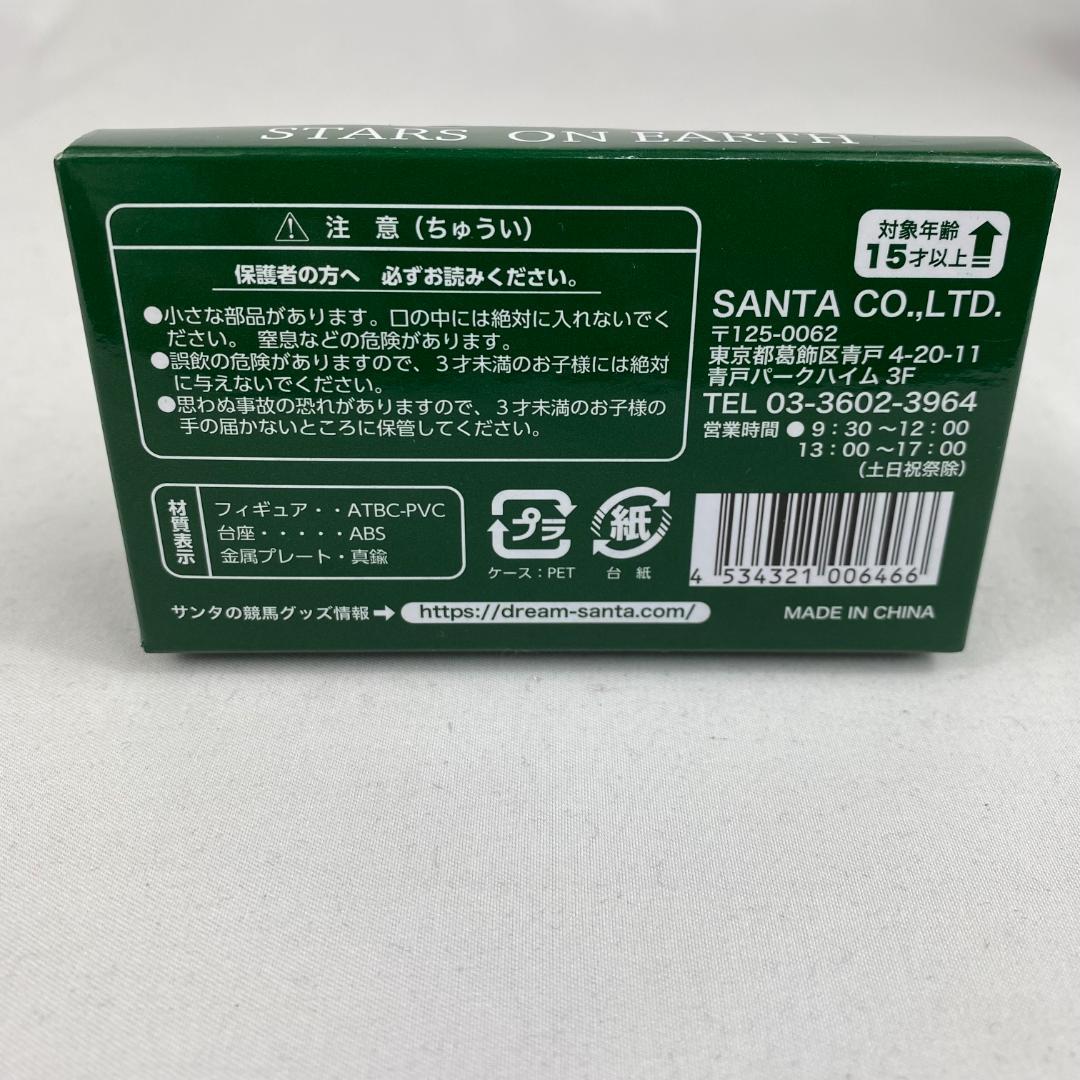 STARS ON EARTH
注 意（ちゅうい）
保護者の方へ 必ずお読みください。
●小さな部品があります。口の中には絶対に入れないでく
ださい。 窒息などの危険があります。
●誤飲の危険がありますので、３才未満のお子様には絶対
に与えないでください。
●思わぬ事故の恐れがありますので、３才未満のお子様の
手の届かないところに保管してください。
対象年齢
15才以上
SANTA CO.,LTD.
〒125-0062
東京都葛飾区青戸 4-20-11
青戸パークハイム 3F
TEL 03-3602-3964
営業時間 ● 9：30 ～12：00
13：00 ～17：00
（土日祝祭除）
材質表示
フィギュア・・ATBC-PVC
台座・・・・・ABS
金属プレート・真鍮
プラ
ケース：PET
紙
台 紙
4 534321 006466
サンタの競馬グッズ情報➡ https://dream-santa.com/
MADE IN CHINA